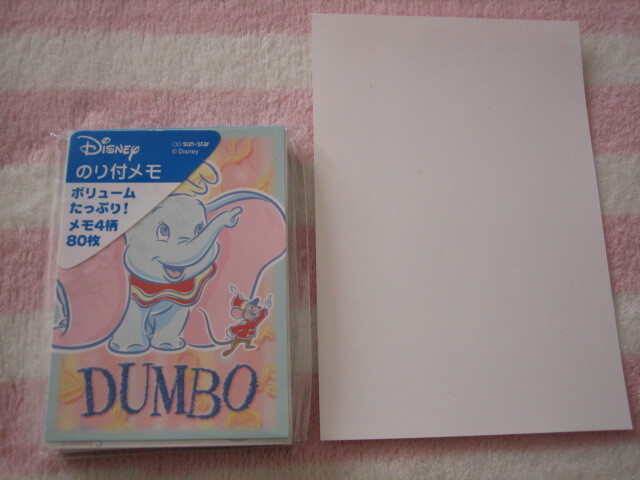 Disney
sun-star
© Disney
のり付メモ
ボリューム
たっぷり!
メモ4柄
80枚
DUMBO